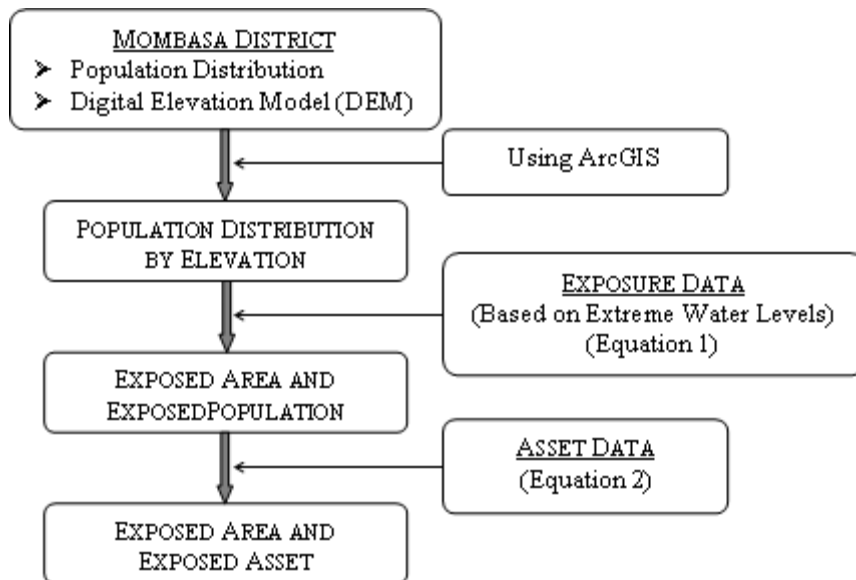 MOMBASA DISTRICT
➤ Population Distribution
➤ Digital Elevation Model (DEM)
Using ArcGIS
POPULATION DISTRIBUTION
BY ELEVATION
EXPOSURE DATA
(Based on Extreme Water Levels)
(Equation 1)
EXPOSED AREA AND
EXPOSEDPOPULATION
ASSET DATA
(Equation 2)
EXPOSED AREA AND
EXPOSED ASSET